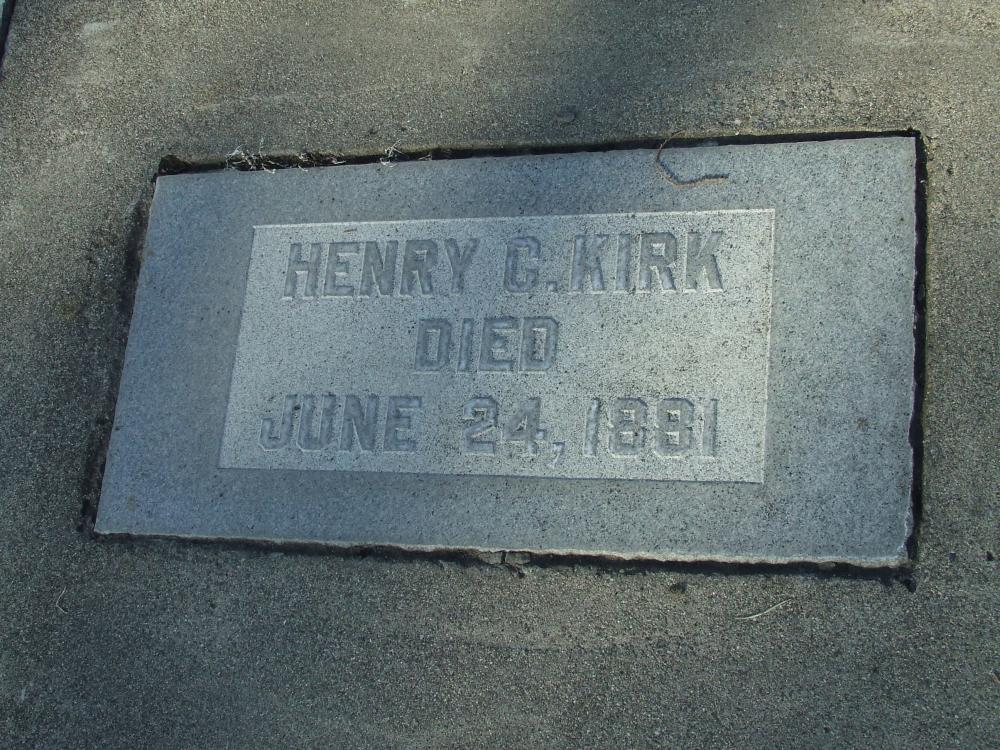 HENRY C. KIRK
DIED
JUNE 24, 1881